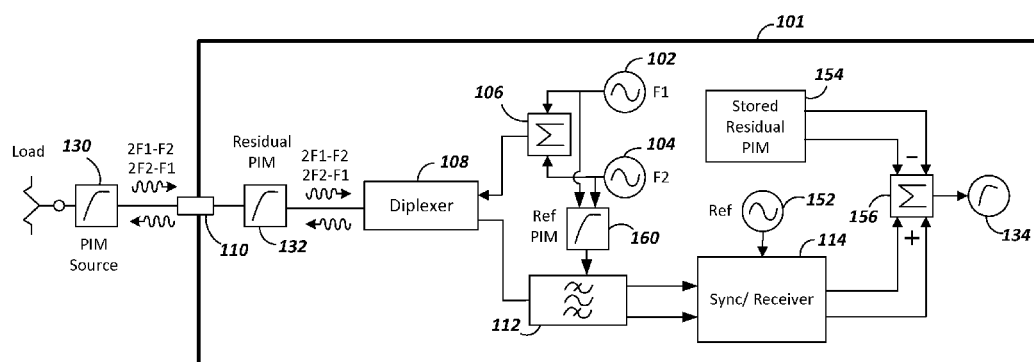 101
102
F1
106
104
F2
154
Stored
Residual
PIM
Load
130
2F1-F2
2F2-F1
Residual
PIM
2F1-F2
2F2-F1
108
Diplexer
Ref
PIM
160
Ref
152
−
156
+
134
PIM
Source
110
132
112
114
Sync/ Receiver